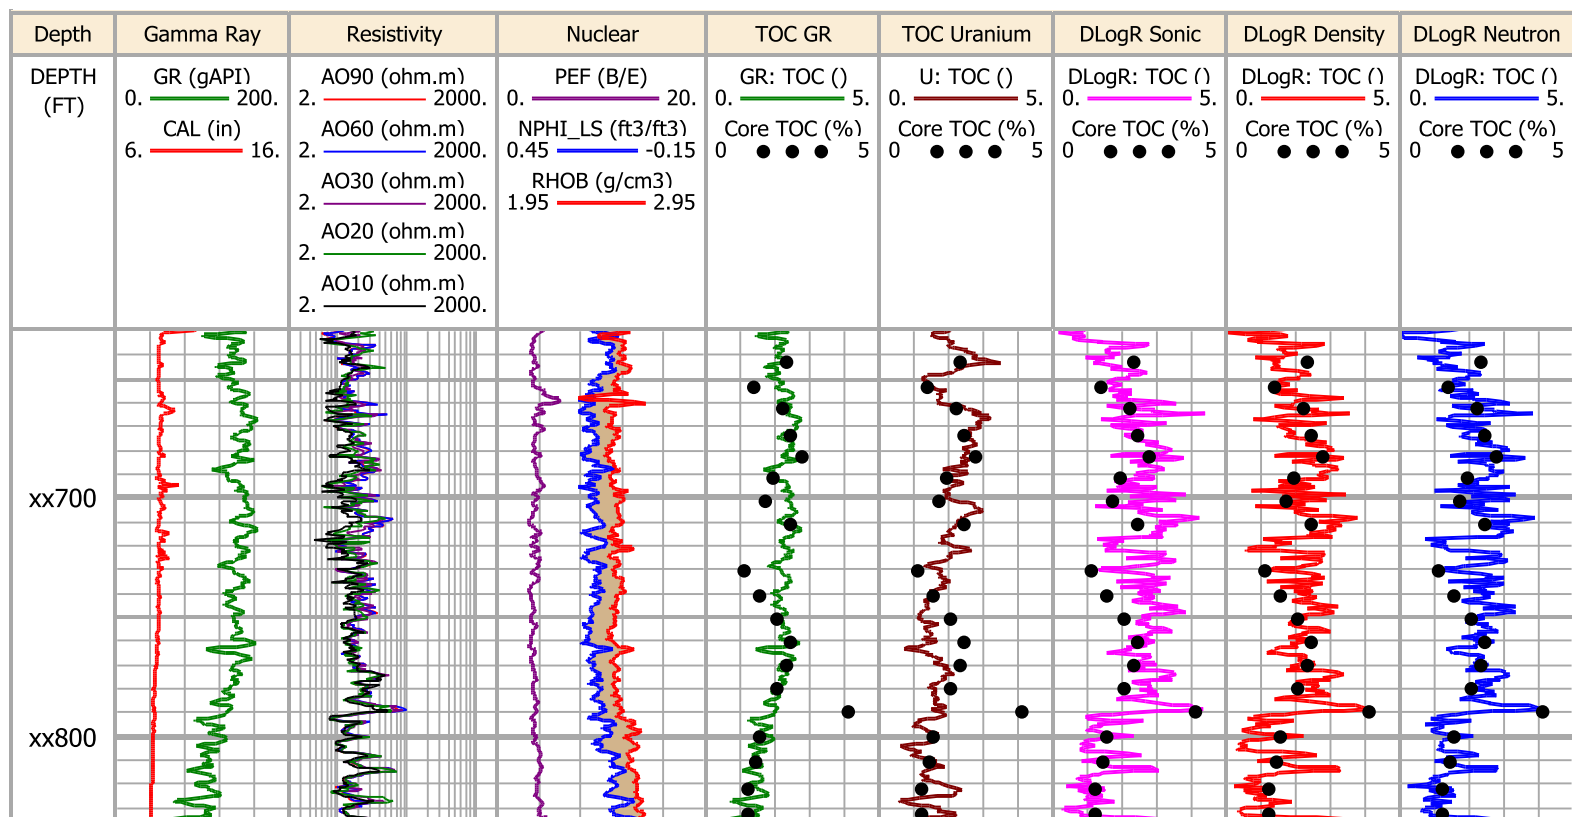 Depth Gamma Ray Resistivity Nuclear TOC GR TOC Uranium DLogR Sonic DLogR Density DLogR Neutron
DEPTH (FT)
GR (gAPI)
0. 200.
CAL (in)
6. 16.
AO90 (ohm.m)
2. 2000.
AO60 (ohm.m)
2. 2000.
AO30 (ohm.m)
2. 2000.
AO20 (ohm.m)
2. 2000.
AO10 (ohm.m)
2. 2000.
PEF (B/E)
0. 20.
NPHI_LS (ft3/ft3)
0.45 -0.15
RHOB (g/cm3)
1.95 2.95
GR: TOC ()
0. 5.
Core TOC (%)
0 5
U: TOC ()
0. 5.
Core TOC (%)
0 5
DLogR: TOC ()
0. 5.
Core TOC (%)
0 5
DLogR: TOC ()
0. 5.
Core TOC (%)
0 5
DLogR: TOC ()
0. 5.
Core TOC (%)
0 5
xx700
xx800